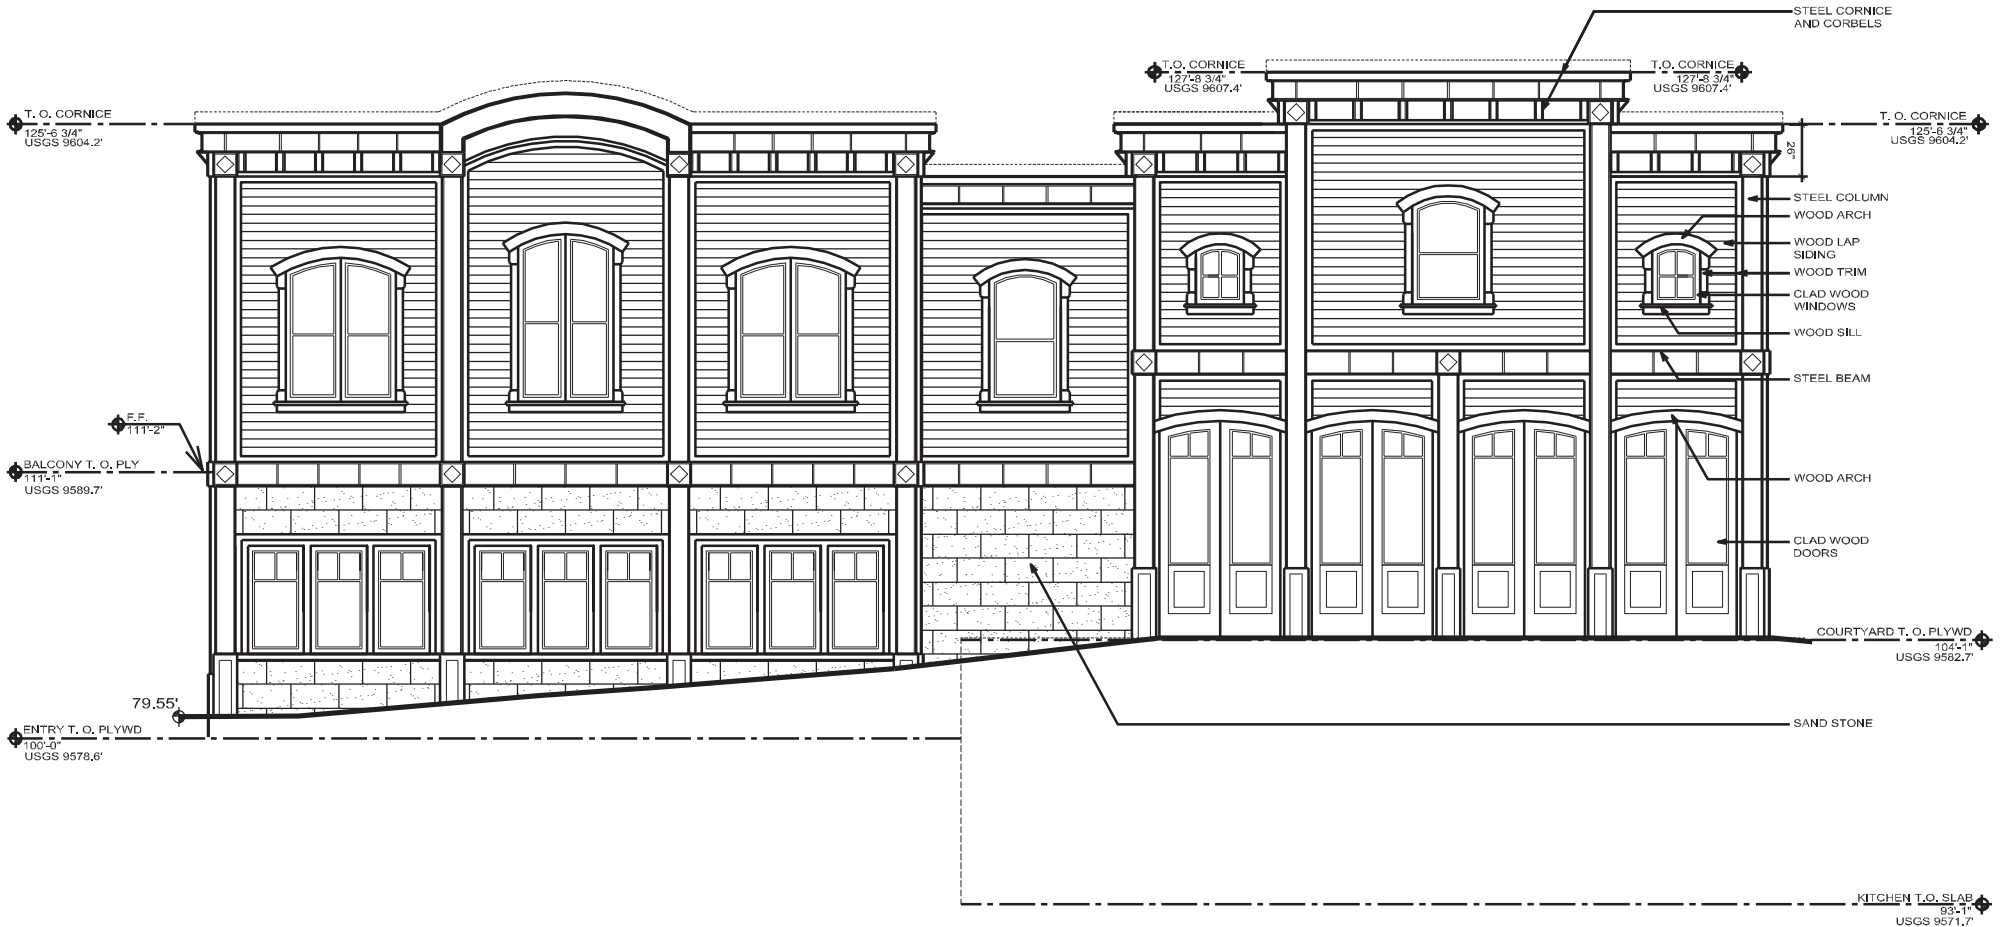 STEEL CORNICE
AND CORBELS
T.O. CORNICE
127'-8 3/4"
USGS 9607.4'
T.O. CORNICE
127'-8 3/4"
USGS 9607.4'
T. O. CORNICE
125'-6 3/4"
USGS 9604.2'
T. O. CORNICE
125'-6 3/4"
USGS 9604.2'
26"
STEEL COLUMN
WOOD ARCH
WOOD LAP
SIDING
WOOD TRIM
CLAD WOOD
WINDOWS
WOOD SILL
STEEL BEAM
F.F.
111'-2"
BALCONY T. O. PLY
111'-1"
USGS 9589.7'
WOOD ARCH
CLAD WOOD
DOORS
COURTYARD T. O. PLYWD
104'-1"
USGS 9582.7'
79.55'
SAND STONE
ENTRY T. O. PLYWD
100'-0"
USGS 9578.6'
KITCHEN T.O. SLAB
93'-1"
USGS 9571.7'